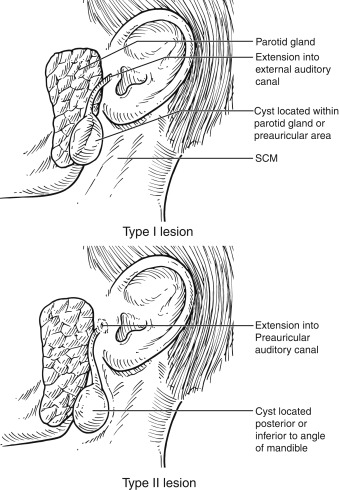 Parotid gland
Extension into
external auditory
canal
Cyst located within
parotid gland or
preauricular area
SCM
Type I lesion
Extension into
Preauricular
auditory canal
Cyst located
posterior or
inferior to angle
of mandible
Type II lesion